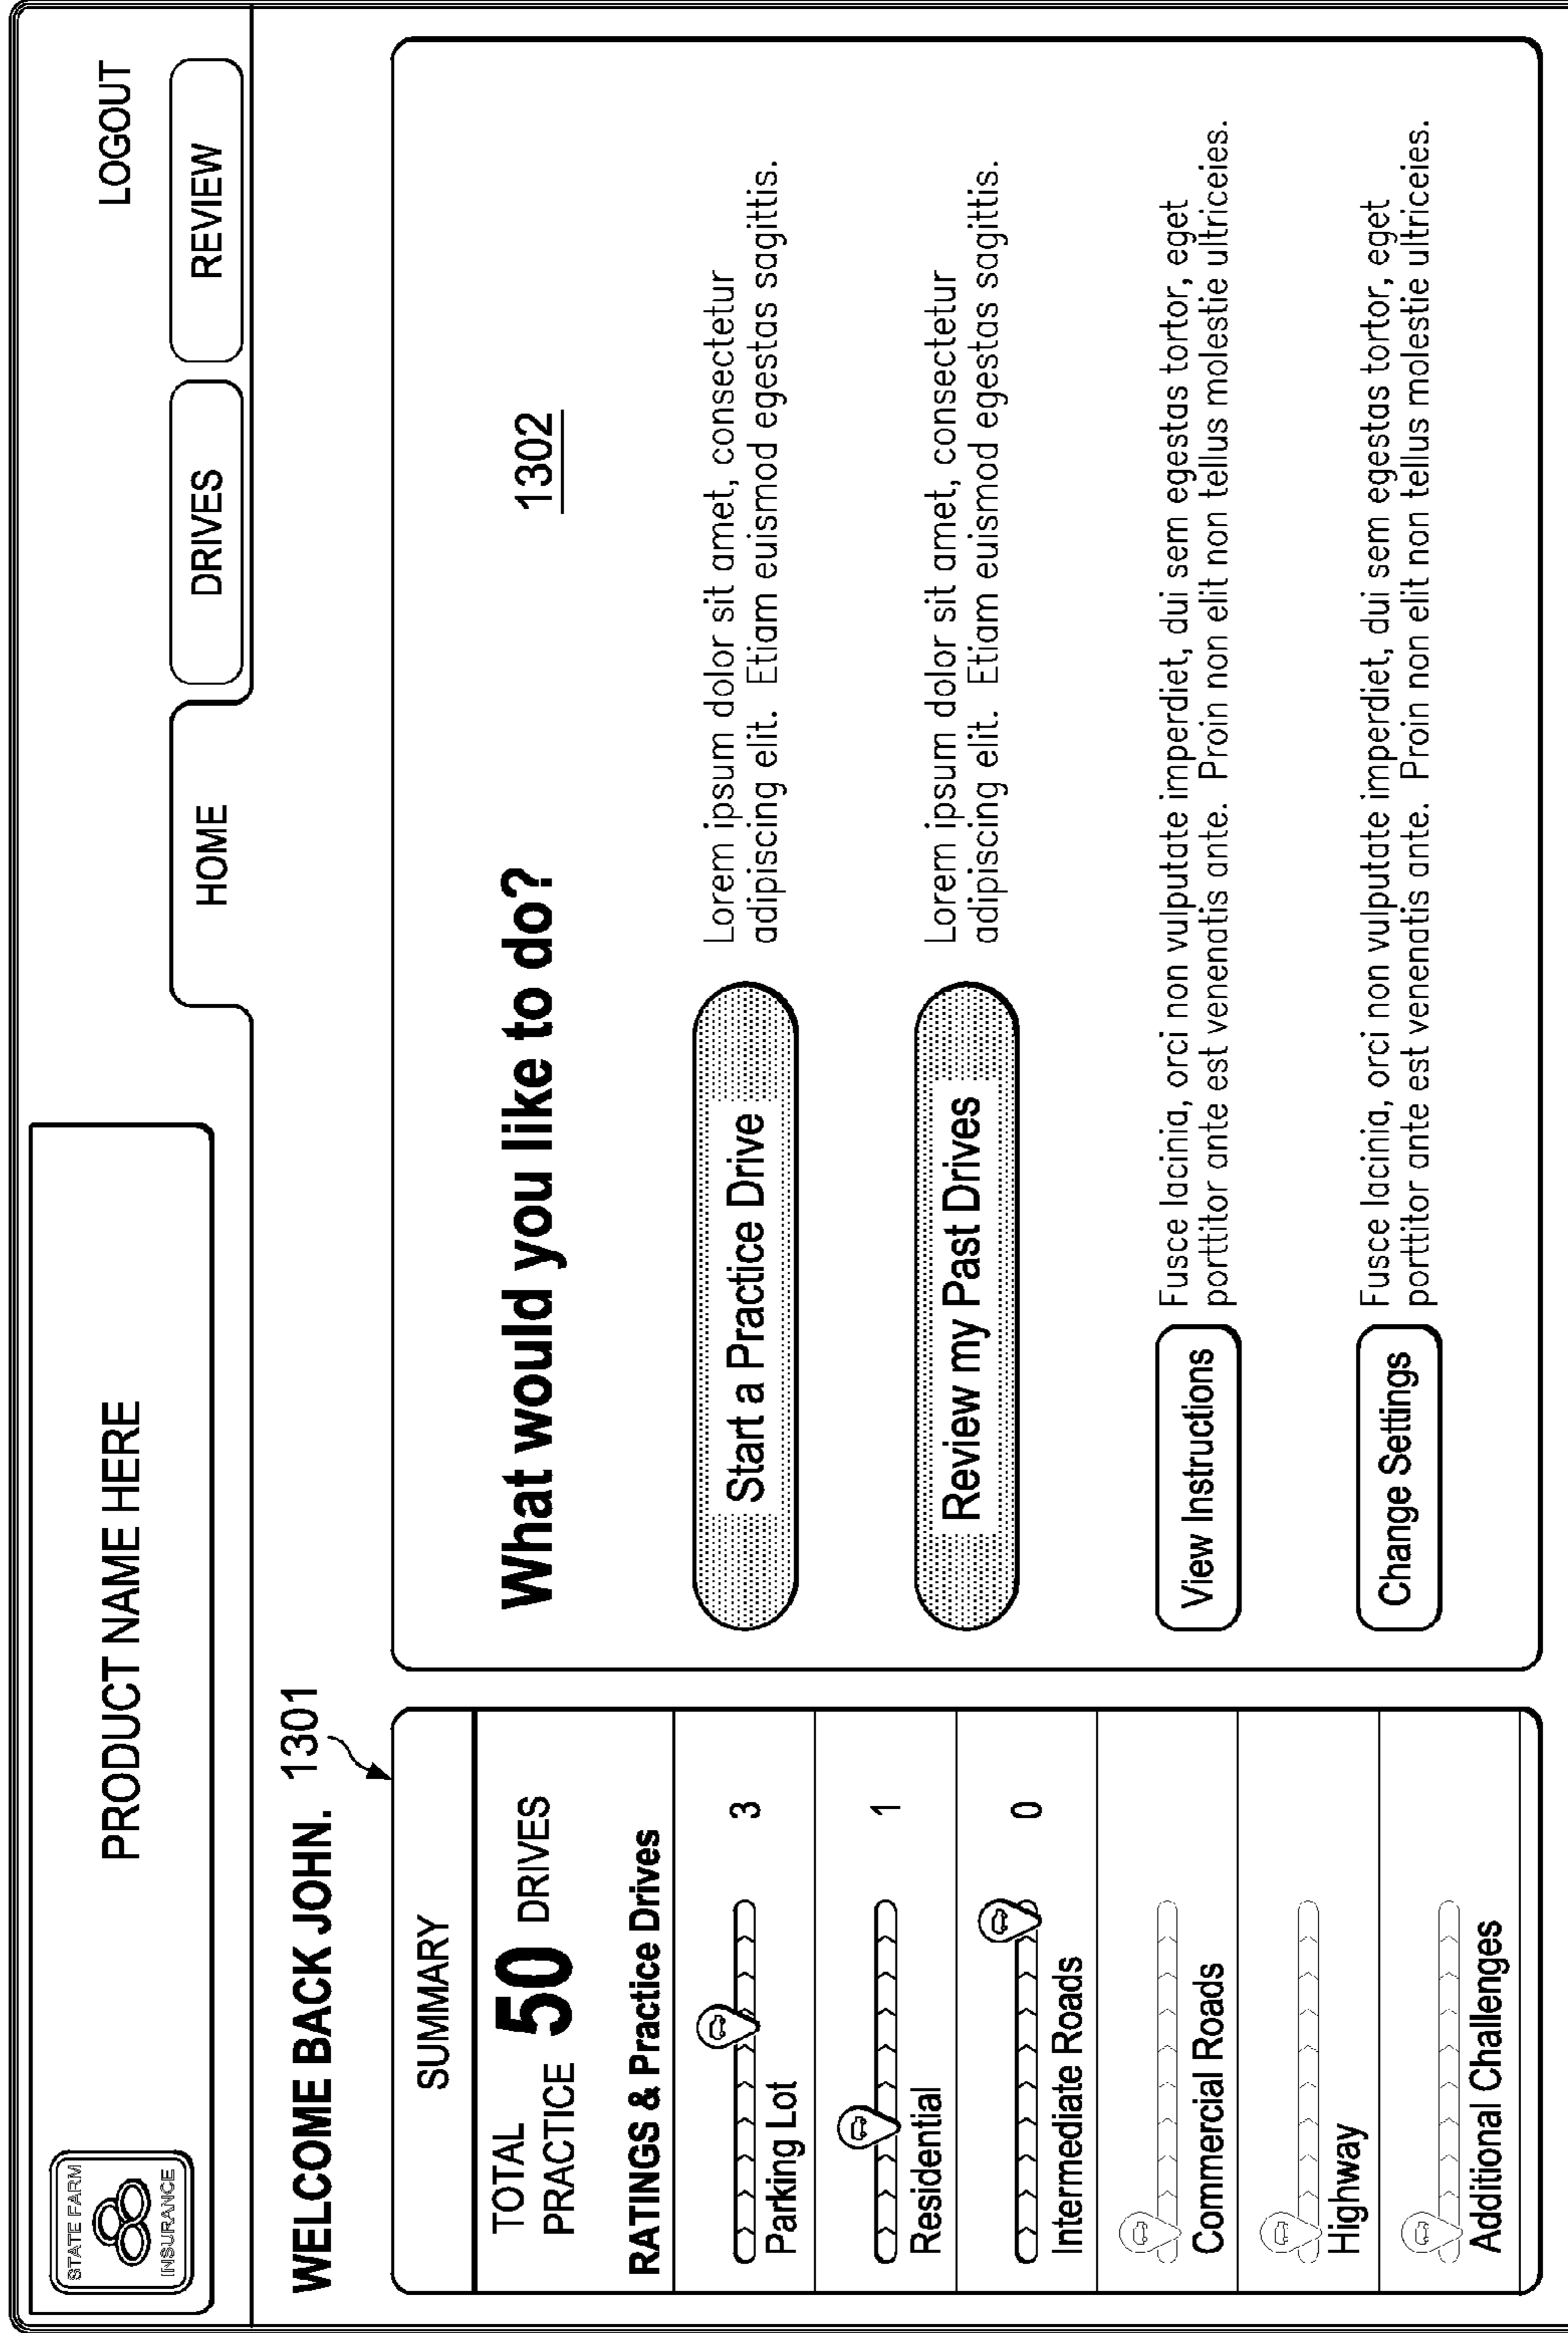 STATE FARM
INSURANCE
PRODUCT NAME HERE
LOGOUT
HOME
DRIVES
REVIEW
WELCOME BACK JOHN.
1301
SUMMARY
TOTAL
PRACTICE 50 DRIVES
RATINGS & Practice Drives
3
Parking Lot
1
Residential
0
Intermediate Roads
Commercial Roads
Highway
Additional Challenges
What would you like to do?
1302
Start a Practice Drive
Lorem ipsum dolor sit amet, consectetur
adipiscing elit. Etiam euismod egestas sagittis.
Review my Past Drives
Lorem ipsum dolor sit amet, consectetur
adipiscing elit. Etiam euismod egestas sagittis.
View Instructions
Fusce lacinia, orci non vulputate imperdiet, dui sem egestas tortor, eget
porttitor ante est venenatis ante. Proin non elit non tellus molestie ultriceies.
Change Settings
Fusce lacinia, orci non vulputate imperdiet, dui sem egestas tortor, eget
porttitor ante est venenatis ante. Proin non elit non tellus molestie ultriceies.